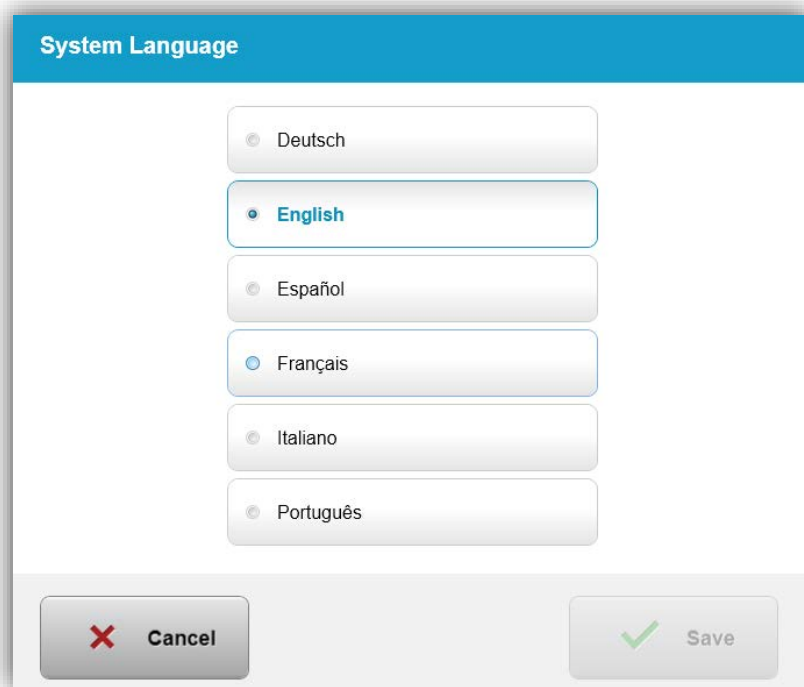 System Language
Deutsch
English
Español
Français
Italiano
Português
Cancel
Save